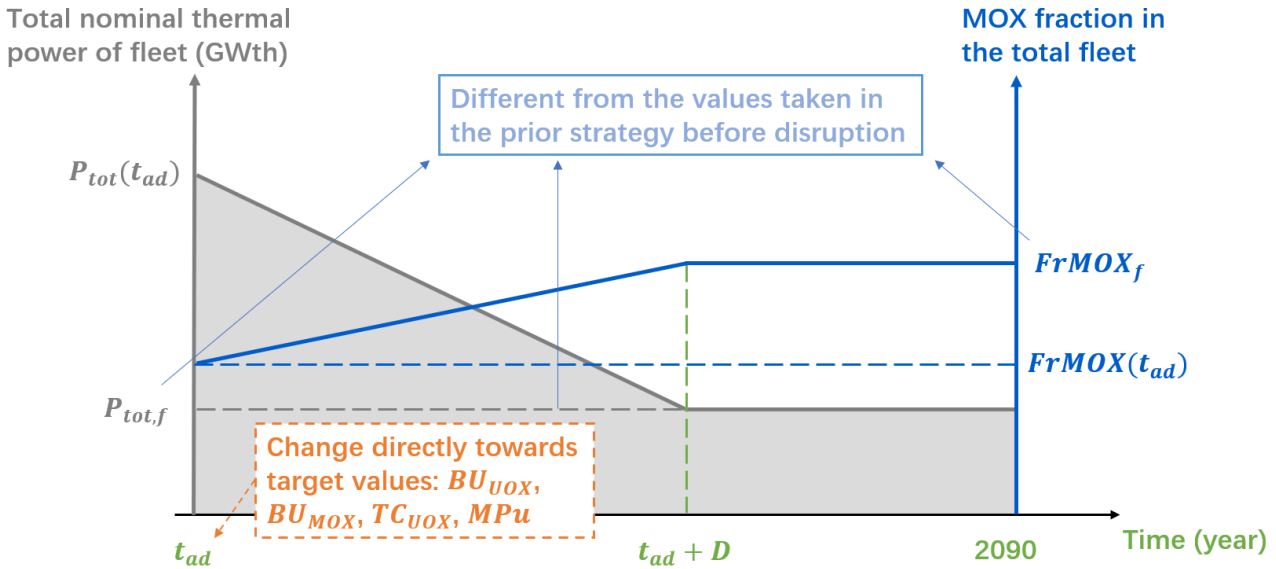 Total nominal thermal
power of fleet (GWth)
MOX fraction in
the total fleet
Different from the values taken in
the prior strategy before disruption
P_tot(t_ad)
FrMOX_f
FrMOX(t_ad)
P_tot,f
Change directly towards
target values: BU_UOX,
BU_MOX, TC_UOX, MPu
t_ad
t_ad + D
2090
Time (year)